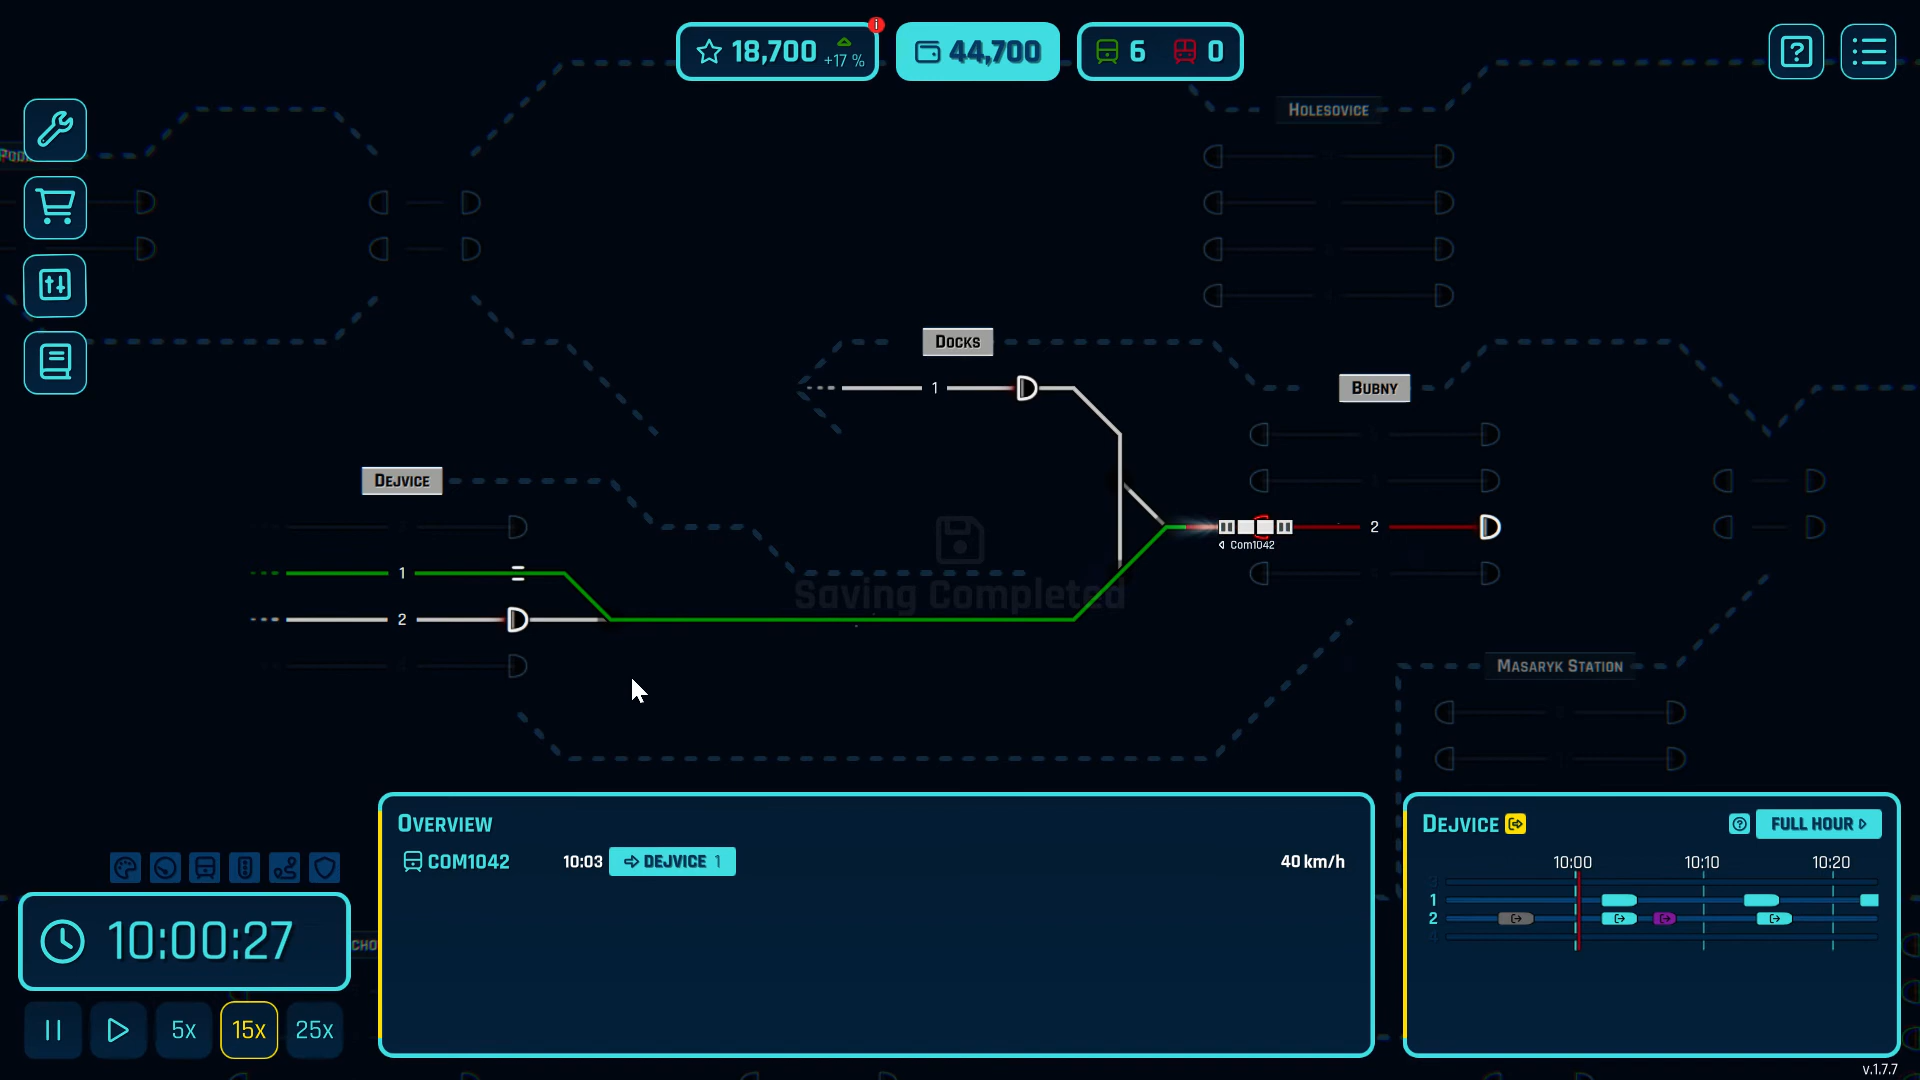 18,700 +17 %
44,700
6 0
HOLESOVICE
DOCKS
1
BUBNY
DEJVICE
2
Com1042
1
Saving Completed
2
MASARYK STATION
OVERVIEW
COM1042 10:03 DEJVICE 1 40 km/h
DEJVICE FULL HOUR
10:00 10:10 10:20
1
2
10:00:27
5x 15x 25x
v.1.7.7